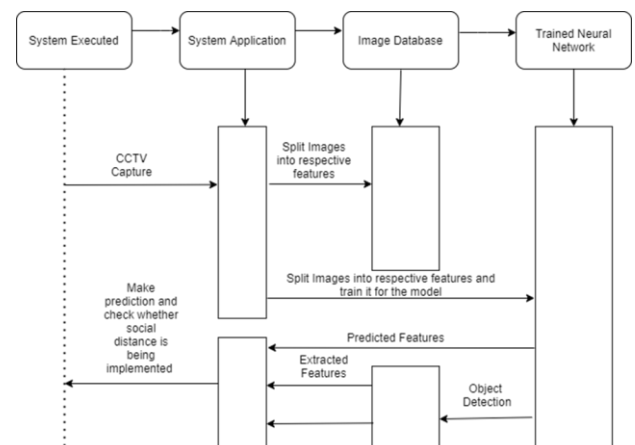 System Executed
System Application
Image Database
Trained Neural
Network
CCTV
Capture
Split Images
into respective
features
Split Images into respective features and
train it for the model
Make
prediction and
check whether
social
distance is
being
implemented
Predicted Features
Extracted
Features
Object
Detection